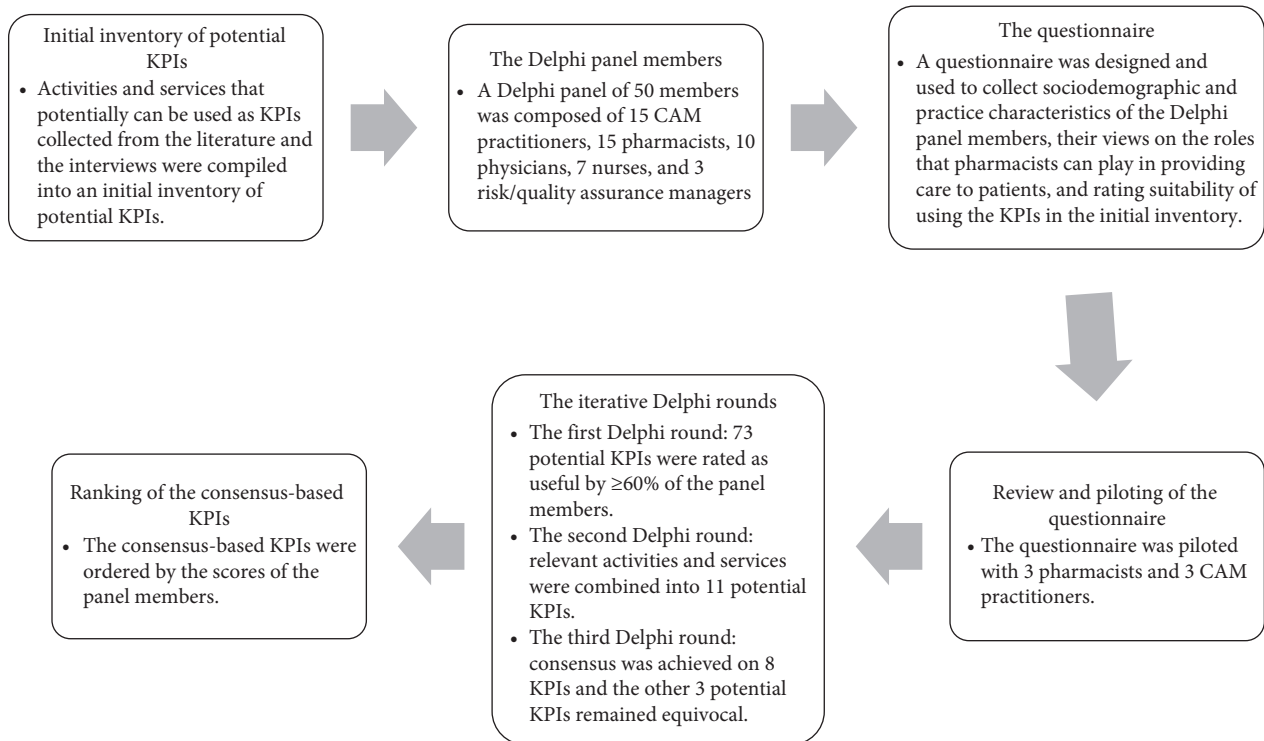 Initial inventory of potential
KPIs
• Activities and services that
potentially can be used as KPIs
collected from the literature and
the interviews were compiled
into an initial inventory of
potential KPIs.
The Delphi panel members
• A Delphi panel of 50 members
was composed of 15 CAM
practitioners, 15 pharmacists, 10
physicians, 7 nurses, and 3
risk/quality assurance managers
The questionnaire
• A questionnaire was designed and
used to collect sociodemographic and
practice characteristics of the Delphi
panel members, their views on the roles
that pharmacists can play in providing
care to patients, and rating suitability of
using the KPIs in the initial inventory.
Review and piloting of the
questionnaire
• The questionnaire was piloted
with 3 pharmacists and 3 CAM
practitioners.
The iterative Delphi rounds
• The first Delphi round: 73
potential KPIs were rated as
useful by ≥60% of the panel
members.
• The second Delphi round:
relevant activities and services
were combined into 11 potential
KPIs.
• The third Delphi round:
consensus was achieved on 8
KPIs and the other 3 potential
KPIs remained equivocal.
Ranking of the consensus-based
KPIs
• The consensus-based KPIs were
ordered by the scores of the
panel members.